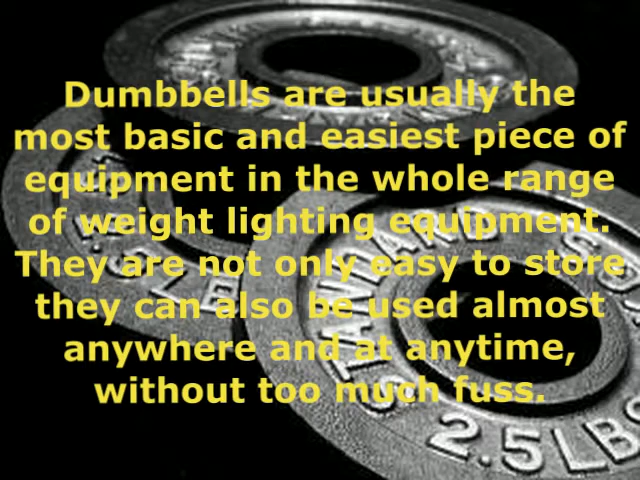 Dumbbells are usually the
most basic and easiest piece of
equipment in the whole range
of weight lighting equipment.
They are not only easy to store
they can also be used almost
anywhere and at anytime,
without too much fuss.
STANDARD
2.5LBS